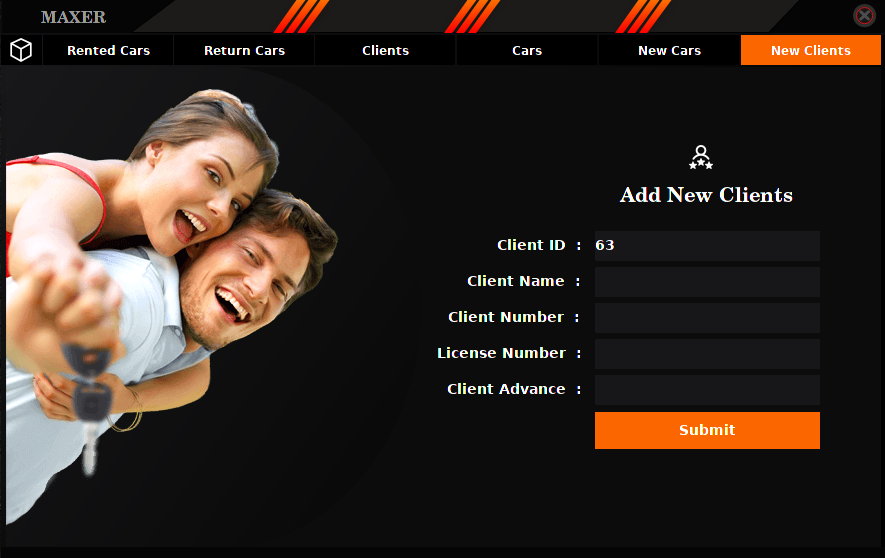 MAXER
Rented Cars Return Cars Clients Cars New Cars New Clients
Add New Clients
Client ID : 63
Client Name :
Client Number :
License Number :
Client Advance :
Submit